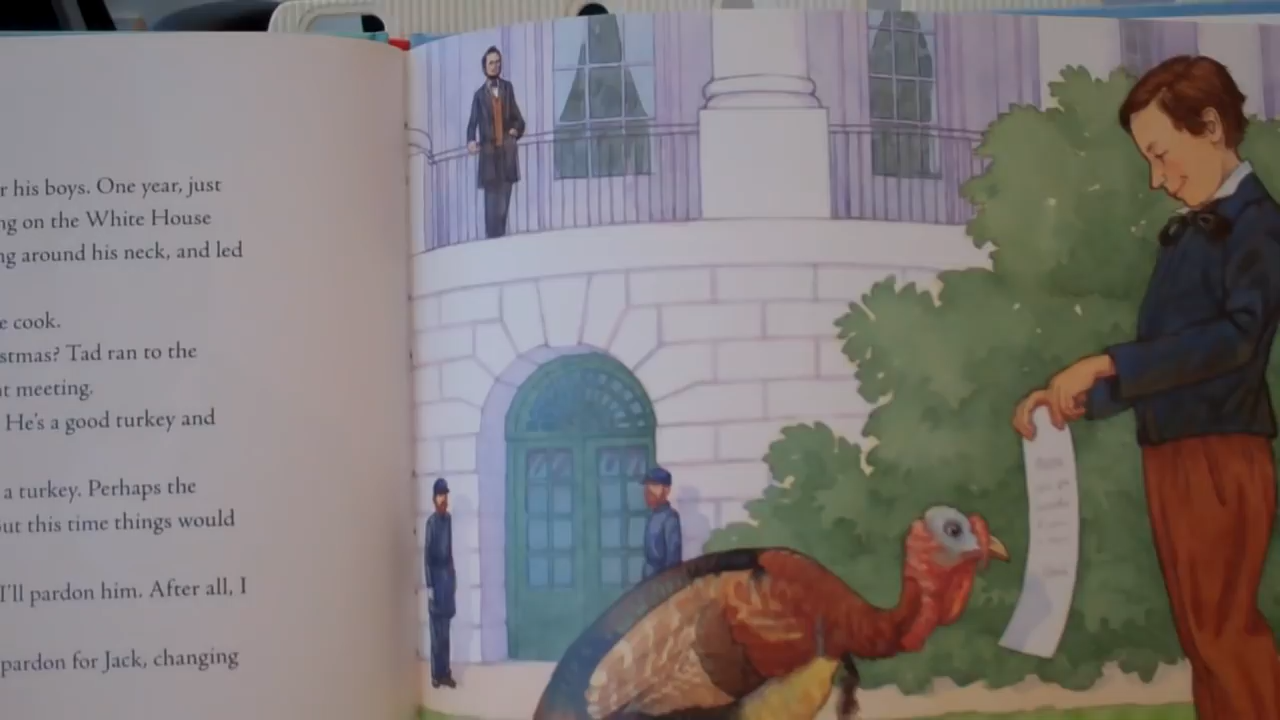 r his boys. One year, just
ng on the White House
ng around his neck, and led
e cook.
stmas? Tad ran to the
nt meeting.
He's a good turkey and
a turkey. Perhaps the
out this time things would
I'll pardon him. After all, I
pardon for Jack, changing